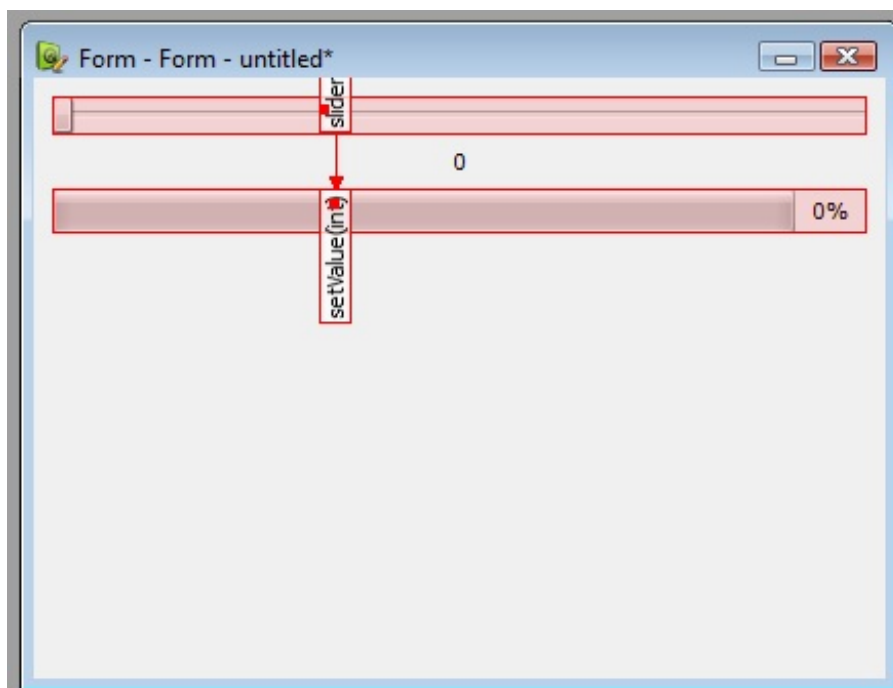 Form - Form - untitled*
slider
0
0%
setValue(int)